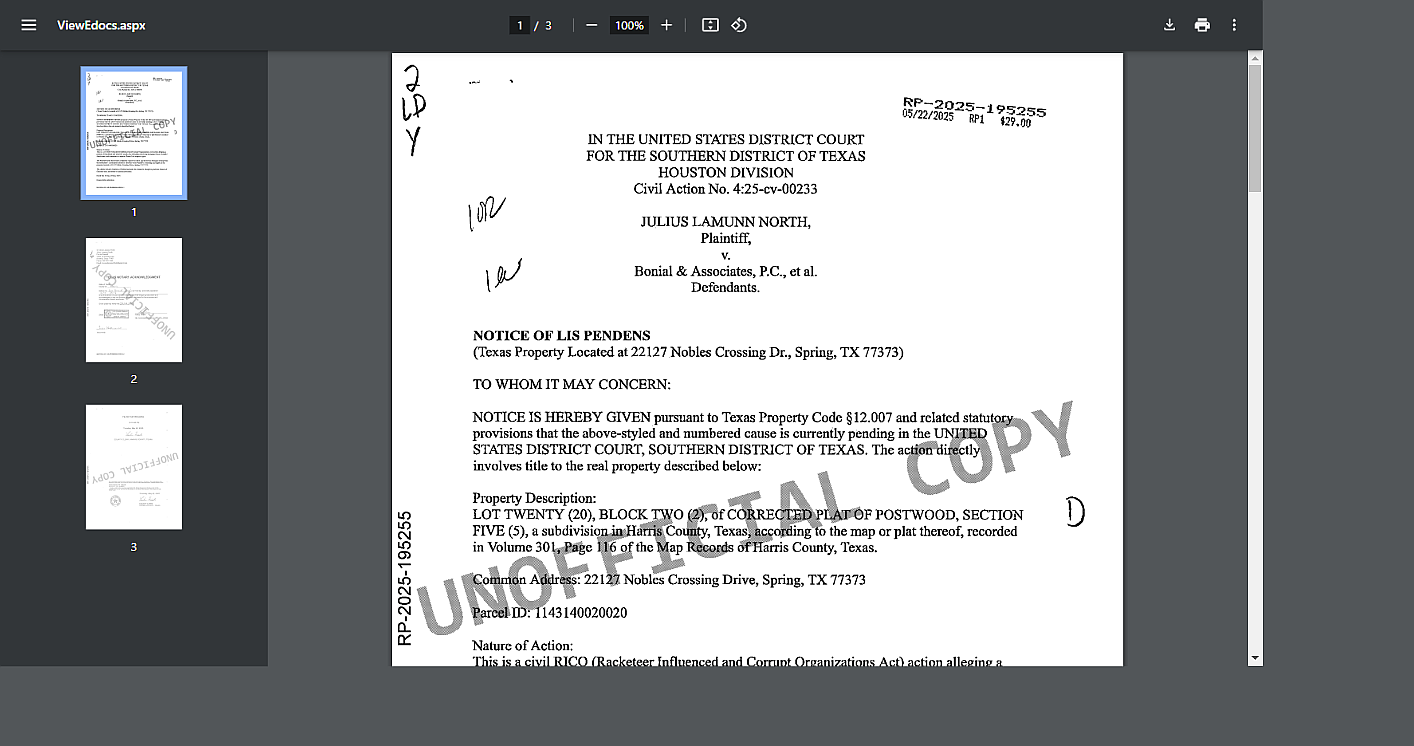 ViewEdocs.aspx
1 / 3
100%
1
2
3
2
LD
Y
RP-2025-195255
05/22/2025 RP1 $29.00
IN THE UNITED STATES DISTRICT COURT
FOR THE SOUTHERN DISTRICT OF TEXAS
HOUSTON DIVISION
Civil Action No. 4:25-cv-00233
JULIUS LAMUNN NORTH,
Plaintiff,
v.
Bonial & Associates, P.C., et al.
Defendants.
NOTICE OF LIS PENDENS
(Texas Property Located at 22127 Nobles Crossing Dr., Spring, TX 77373)
TO WHOM IT MAY CONCERN:
NOTICE IS HEREBY GIVEN pursuant to Texas Property Code §12.007 and related statutory
provisions that the above-styled and numbered cause is currently pending in the UNITED
STATES DISTRICT COURT, SOUTHERN DISTRICT OF TEXAS. The action directly
involves title to the real property described below:
Property Description:
LOT TWENTY (20), BLOCK TWO (2), of CORRECTED PLAT OF POSTWOOD, SECTION
FIVE (5), a subdivision in Harris County, Texas, according to the map or plat thereof, recorded
in Volume 301, Page 116 of the Map Records of Harris County, Texas.
D
Common Address: 22127 Nobles Crossing Drive, Spring, TX 77373
Parcel ID: 1143140020020
Nature of Action:
This is a civil RICO (Racketeer Influenced and Corrupt Organizations Act) action alleging a
RP-2025-195255
UNOFFICIAL COPY
UNOFFICIAL COPY
UNOFFICIAL COPY
UNOFFICIAL COPY